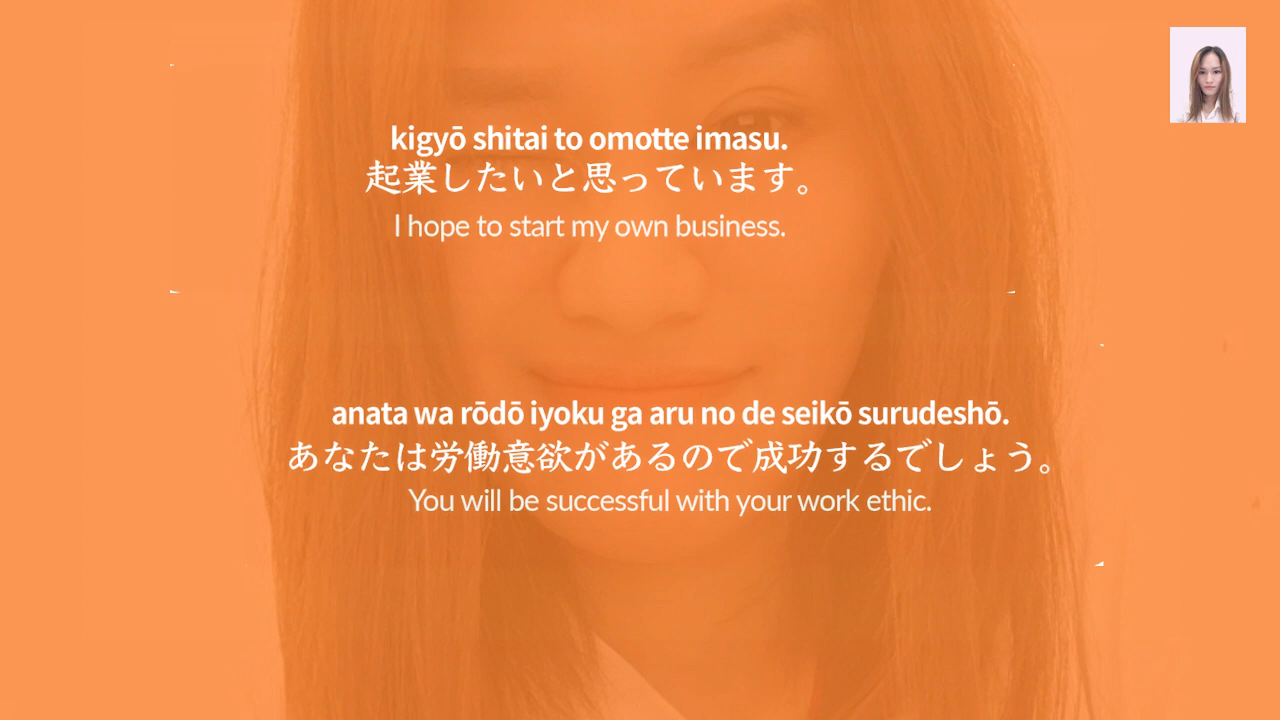 kigyō shitai to omotte imasu.
起業したいと思っています。
I hope to start my own business.
anata wa rōdō iyoku ga aru no de seikō surudeshō.
あなたは労働意欲があるので成功するでしょう。
You will be successful with your work ethic.